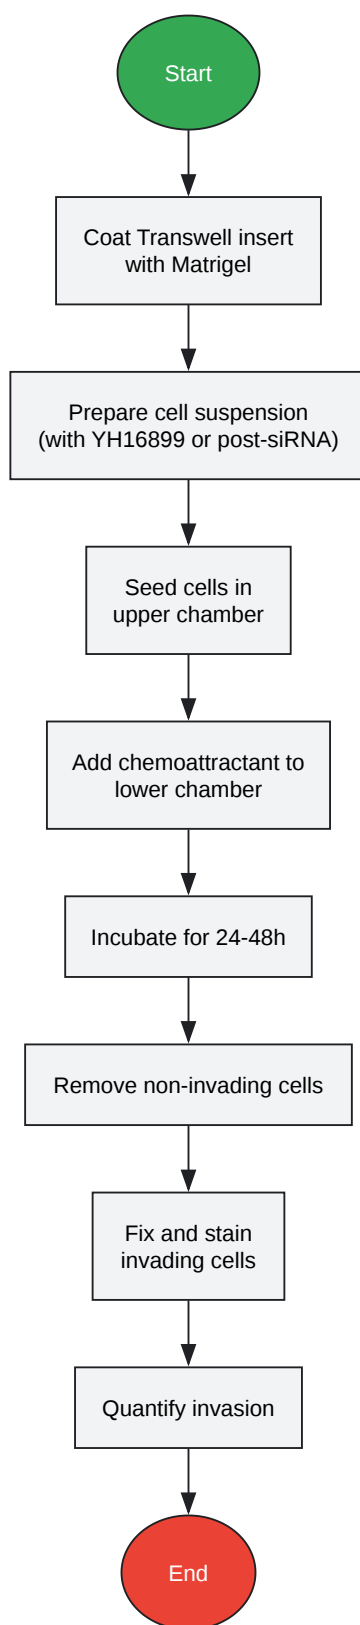 Start
Coat Transwell insert
with Matrigel
Prepare cell suspension
(with YH16899 or post-siRNA)
Seed cells in
upper chamber
Add chemoattractant to
lower chamber
Incubate for 24-48h
Remove non-invading cells
Fix and stain
invading cells
Quantify invasion
End